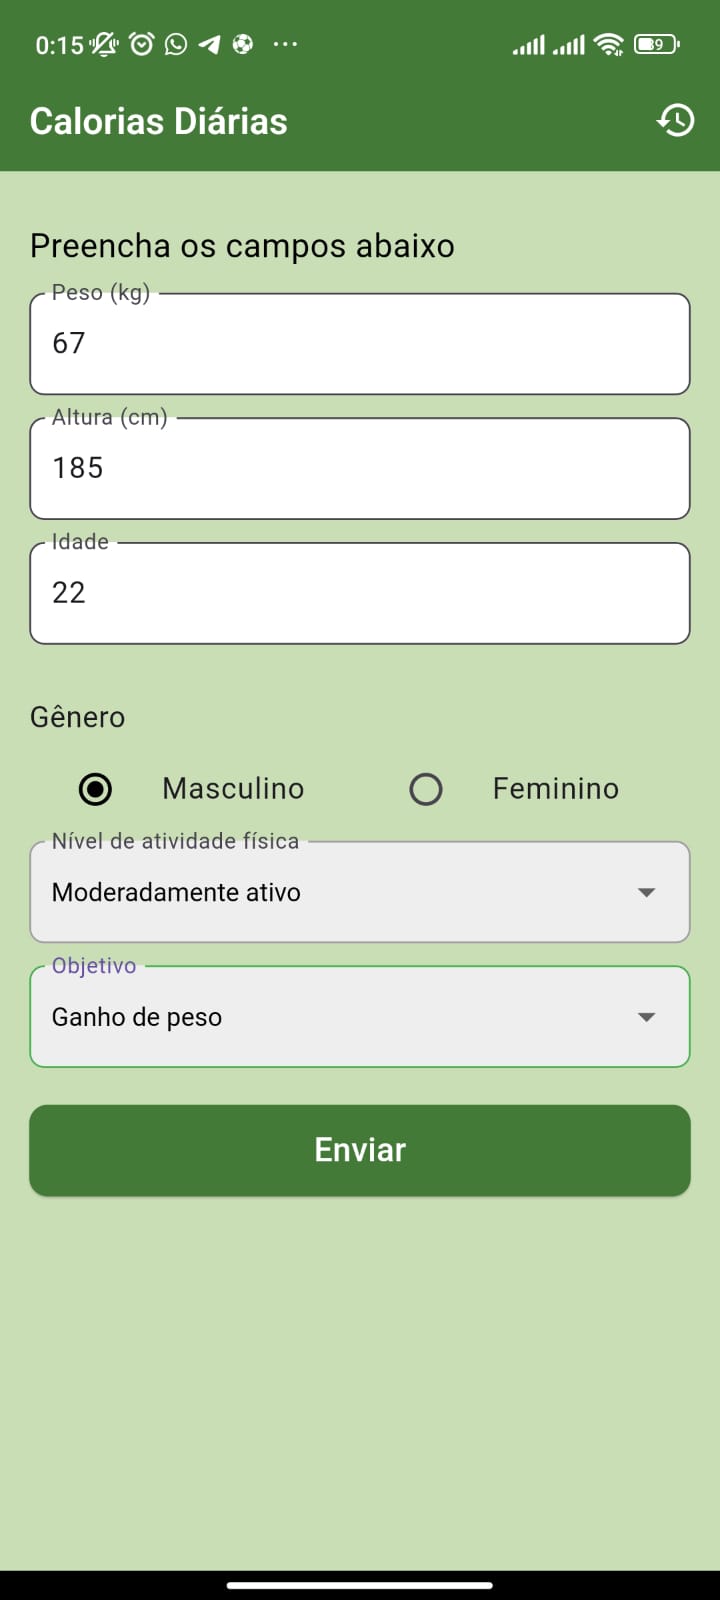 0:15 89
Calorias Diárias
Preencha os campos abaixo
Peso (kg)
67
Altura (cm)
185
Idade
22
Gênero
Masculino Feminino
Nível de atividade física
Moderadamente ativo
Objetivo
Ganho de peso
Enviar